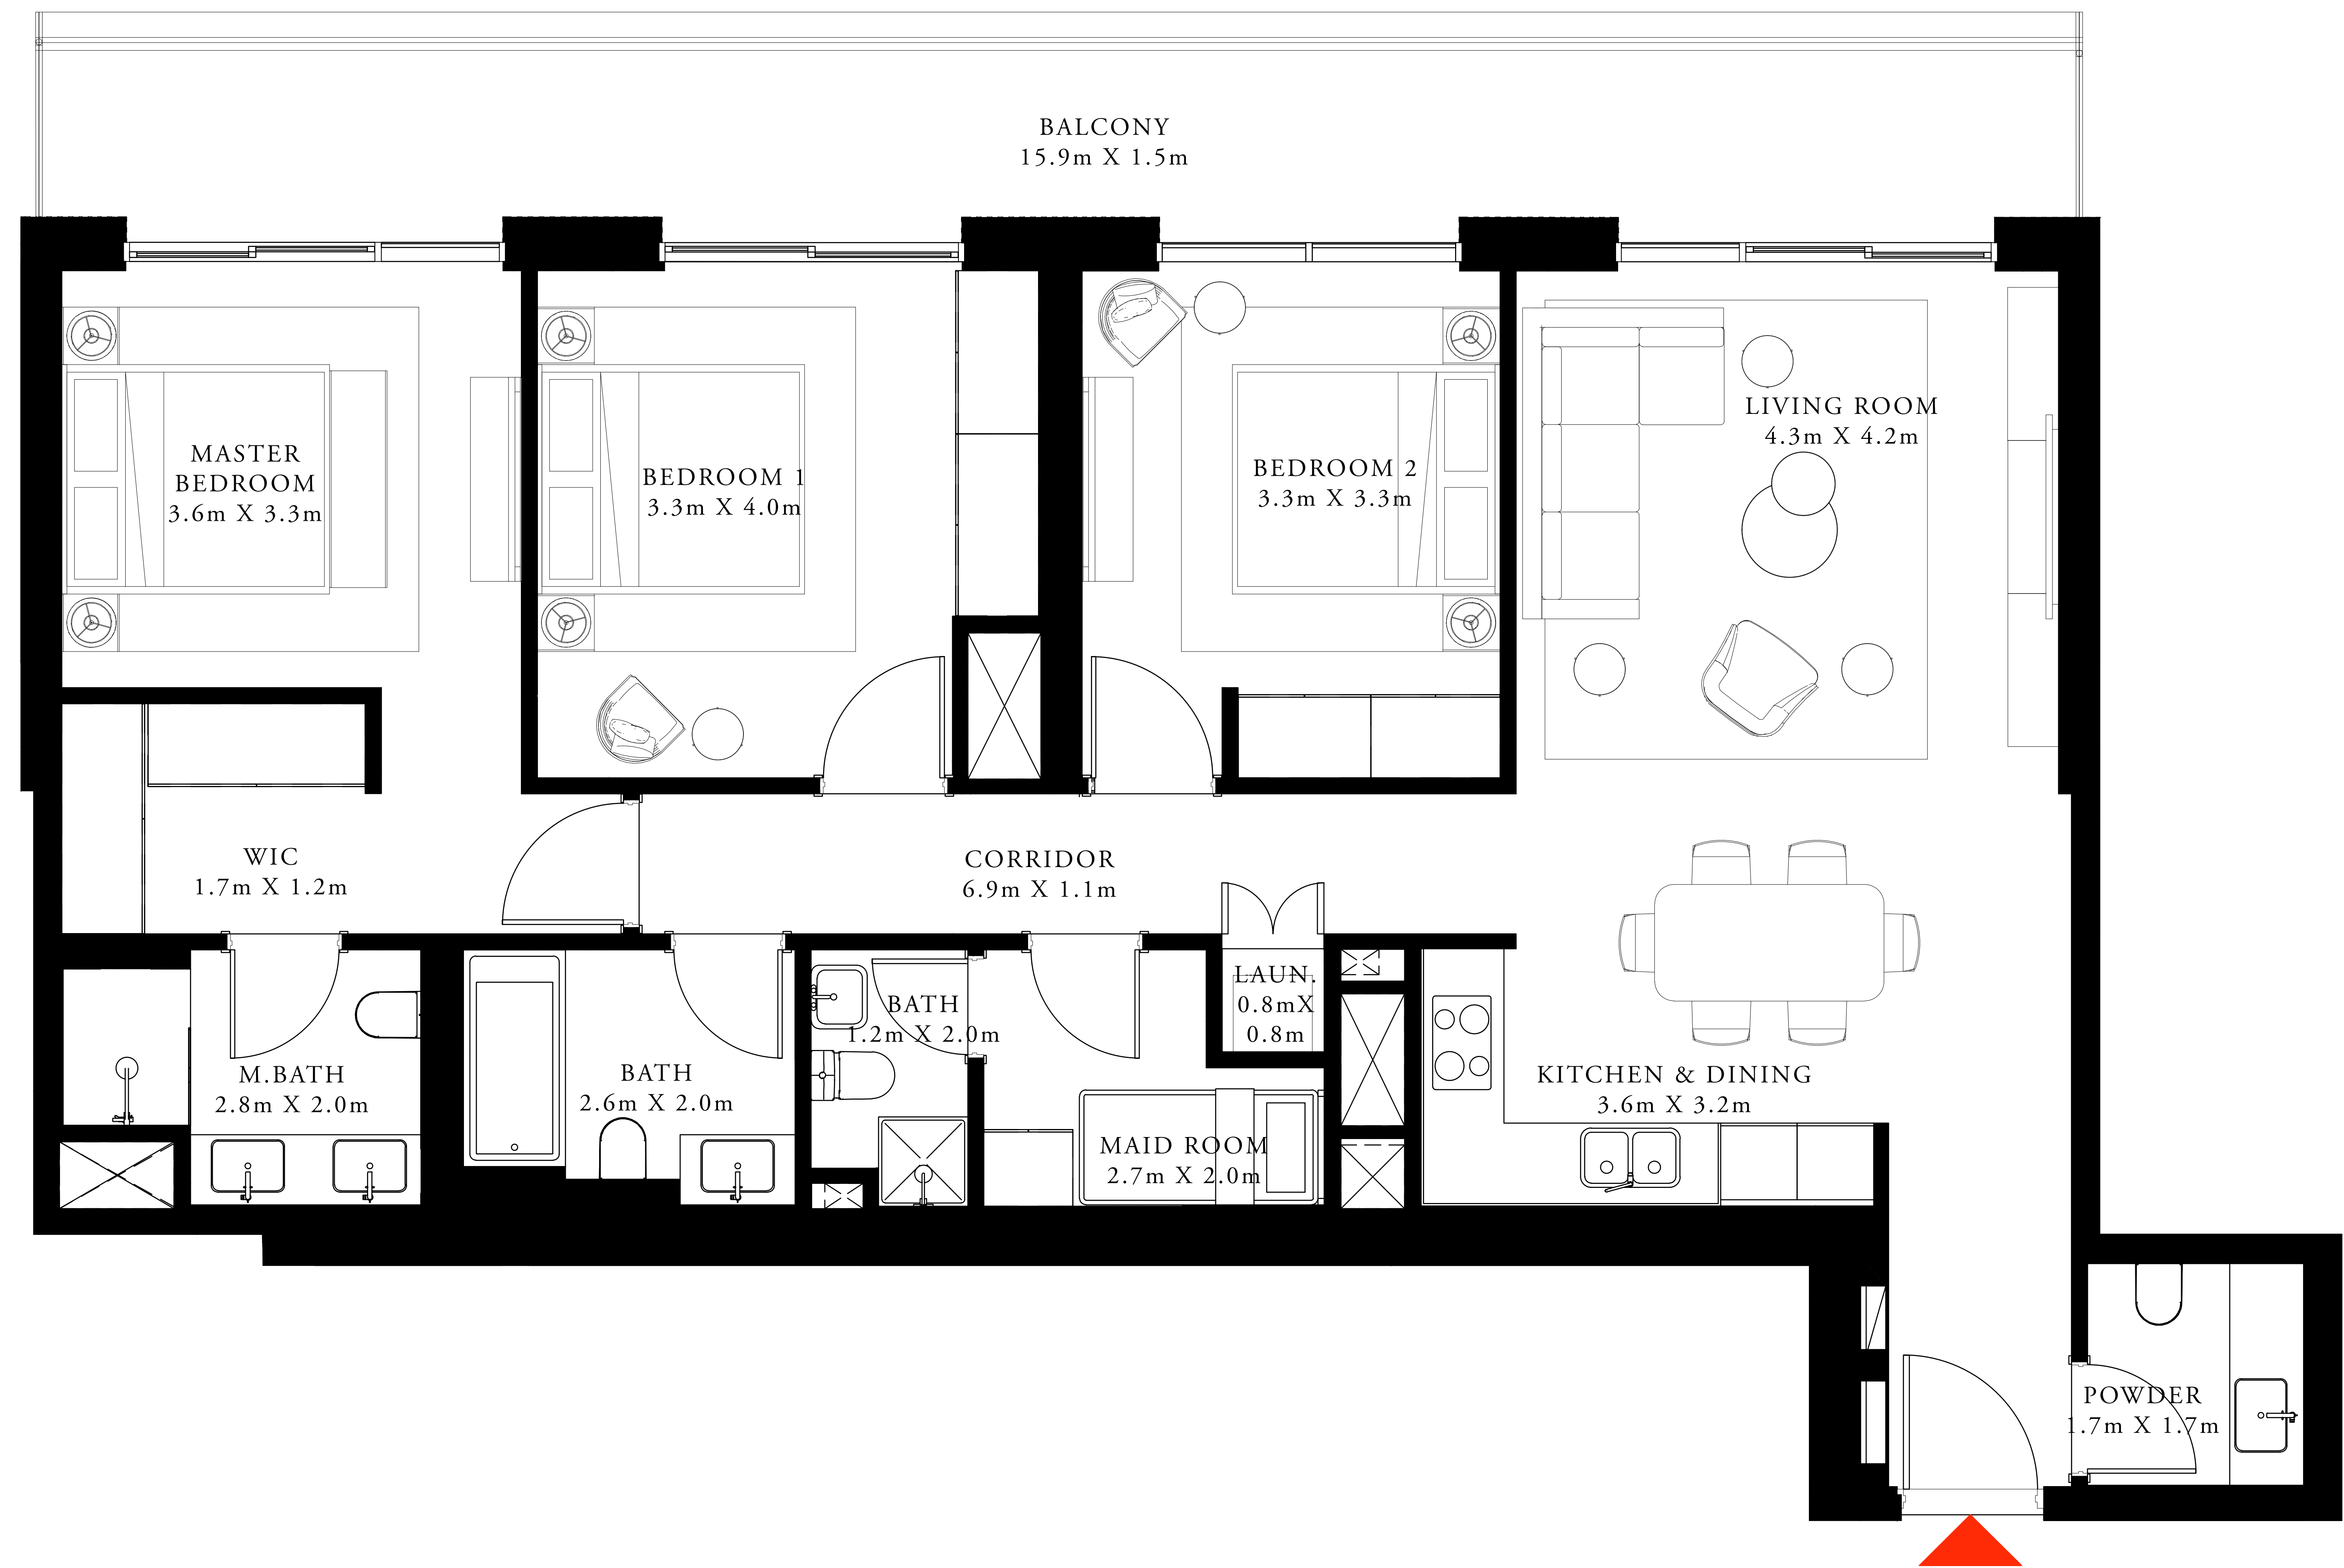 BALCONY
15.9m X 1.5m
MASTER
BEDROOM
3.6m X 3.3m
BEDROOM 1
3.3m X 4.0m
BEDROOM 2
3.3m X 3.3m
LIVING ROOM
4.3m X 4.2m
WIC
1.7m X 1.2m
CORRIDOR
6.9m X 1.1m
M.BATH
2.8m X 2.0m
BATH
2.6m X 2.0m
BATH
1.2m X 2.0m
MAID ROOM
2.7m X 2.0m
LAUN.
0.8mX
0.8m
KITCHEN & DINING
3.6m X 3.2m
POWDER
1.7m X 1.7m